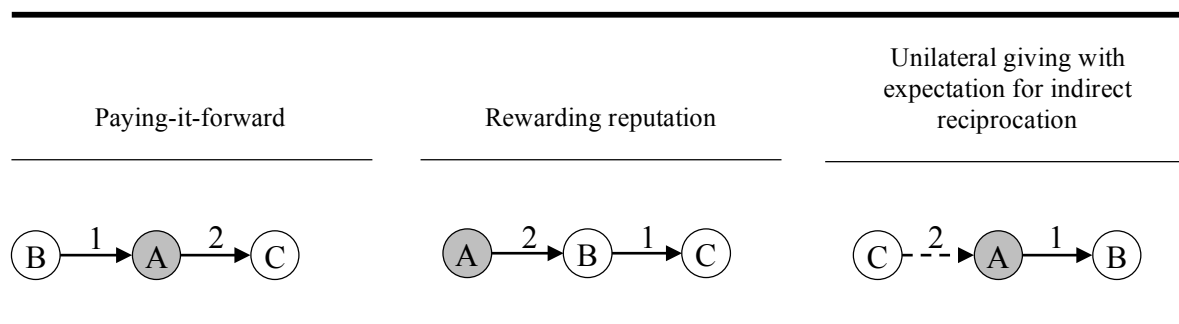 Paying-it-forward
Rewarding reputation
Unilateral giving with
expectation for indirect
reciprocation
B 1 A 2 C
A 2 B 1 C
C 2 A 1 B